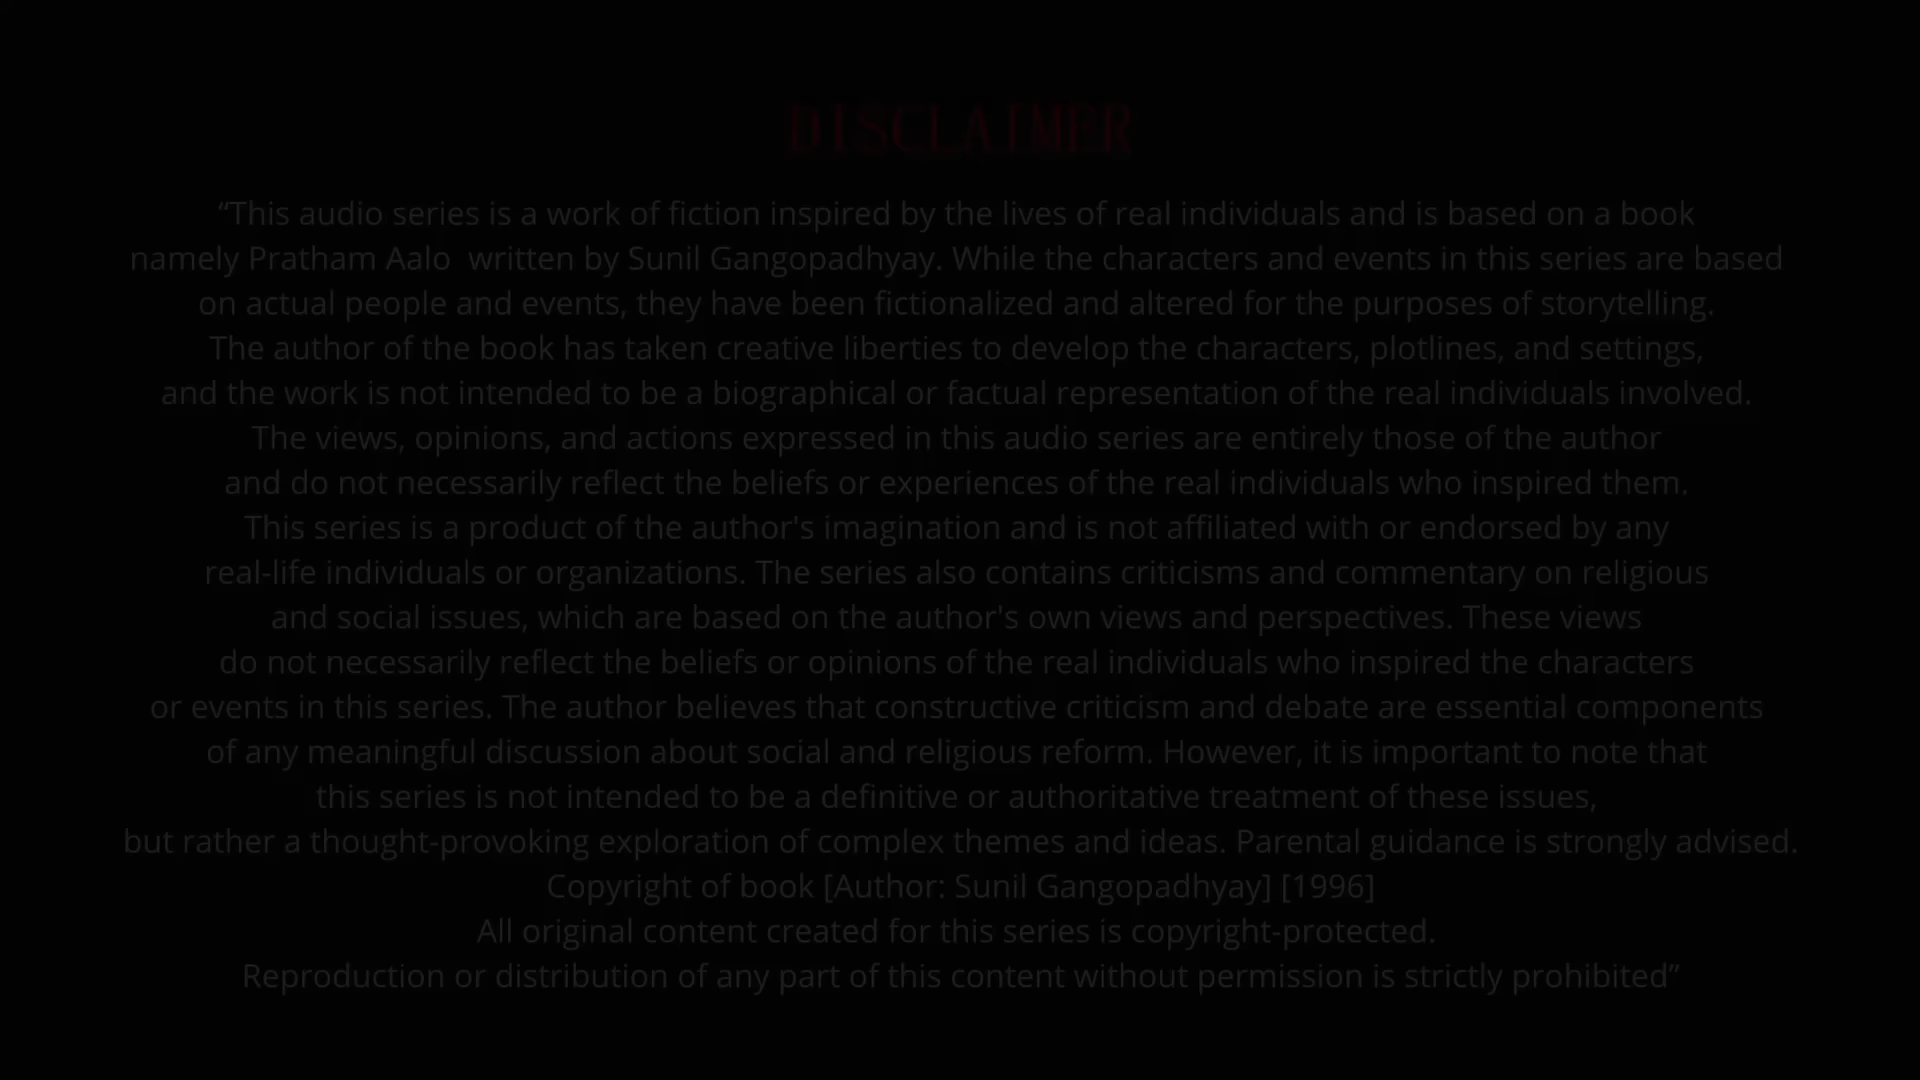 DISCLAIMER
“This audio series is a work of fiction inspired by the lives of real individuals and is based on a book
namely Pratham Aalo  written by Sunil Gangopadhyay. While the characters and events in this series are based
on actual people and events, they have been fictionalized and altered for the purposes of storytelling.
The author of the book has taken creative liberties to develop the characters, plotlines, and settings,
and the work is not intended to be a biographical or factual representation of the real individuals involved.
The views, opinions, and actions expressed in this audio series are entirely those of the author
and do not necessarily reflect the beliefs or experiences of the real individuals who inspired them.
This series is a product of the author's imagination and is not affiliated with or endorsed by any
real-life individuals or organizations. The series also contains criticisms and commentary on religious
and social issues, which are based on the author's own views and perspectives. These views
do not necessarily reflect the beliefs or opinions of the real individuals who inspired the characters
or events in this series. The author believes that constructive criticism and debate are essential components
of any meaningful discussion about social and religious reform. However, it is important to note that
this series is not intended to be a definitive or authoritative treatment of these issues,
but rather a thought-provoking exploration of complex themes and ideas. Parental guidance is strongly advised.
Copyright of book [Author: Sunil Gangopadhyay] [1996]
All original content created for this series is copyright-protected.
Reproduction or distribution of any part of this content without permission is strictly prohibited”